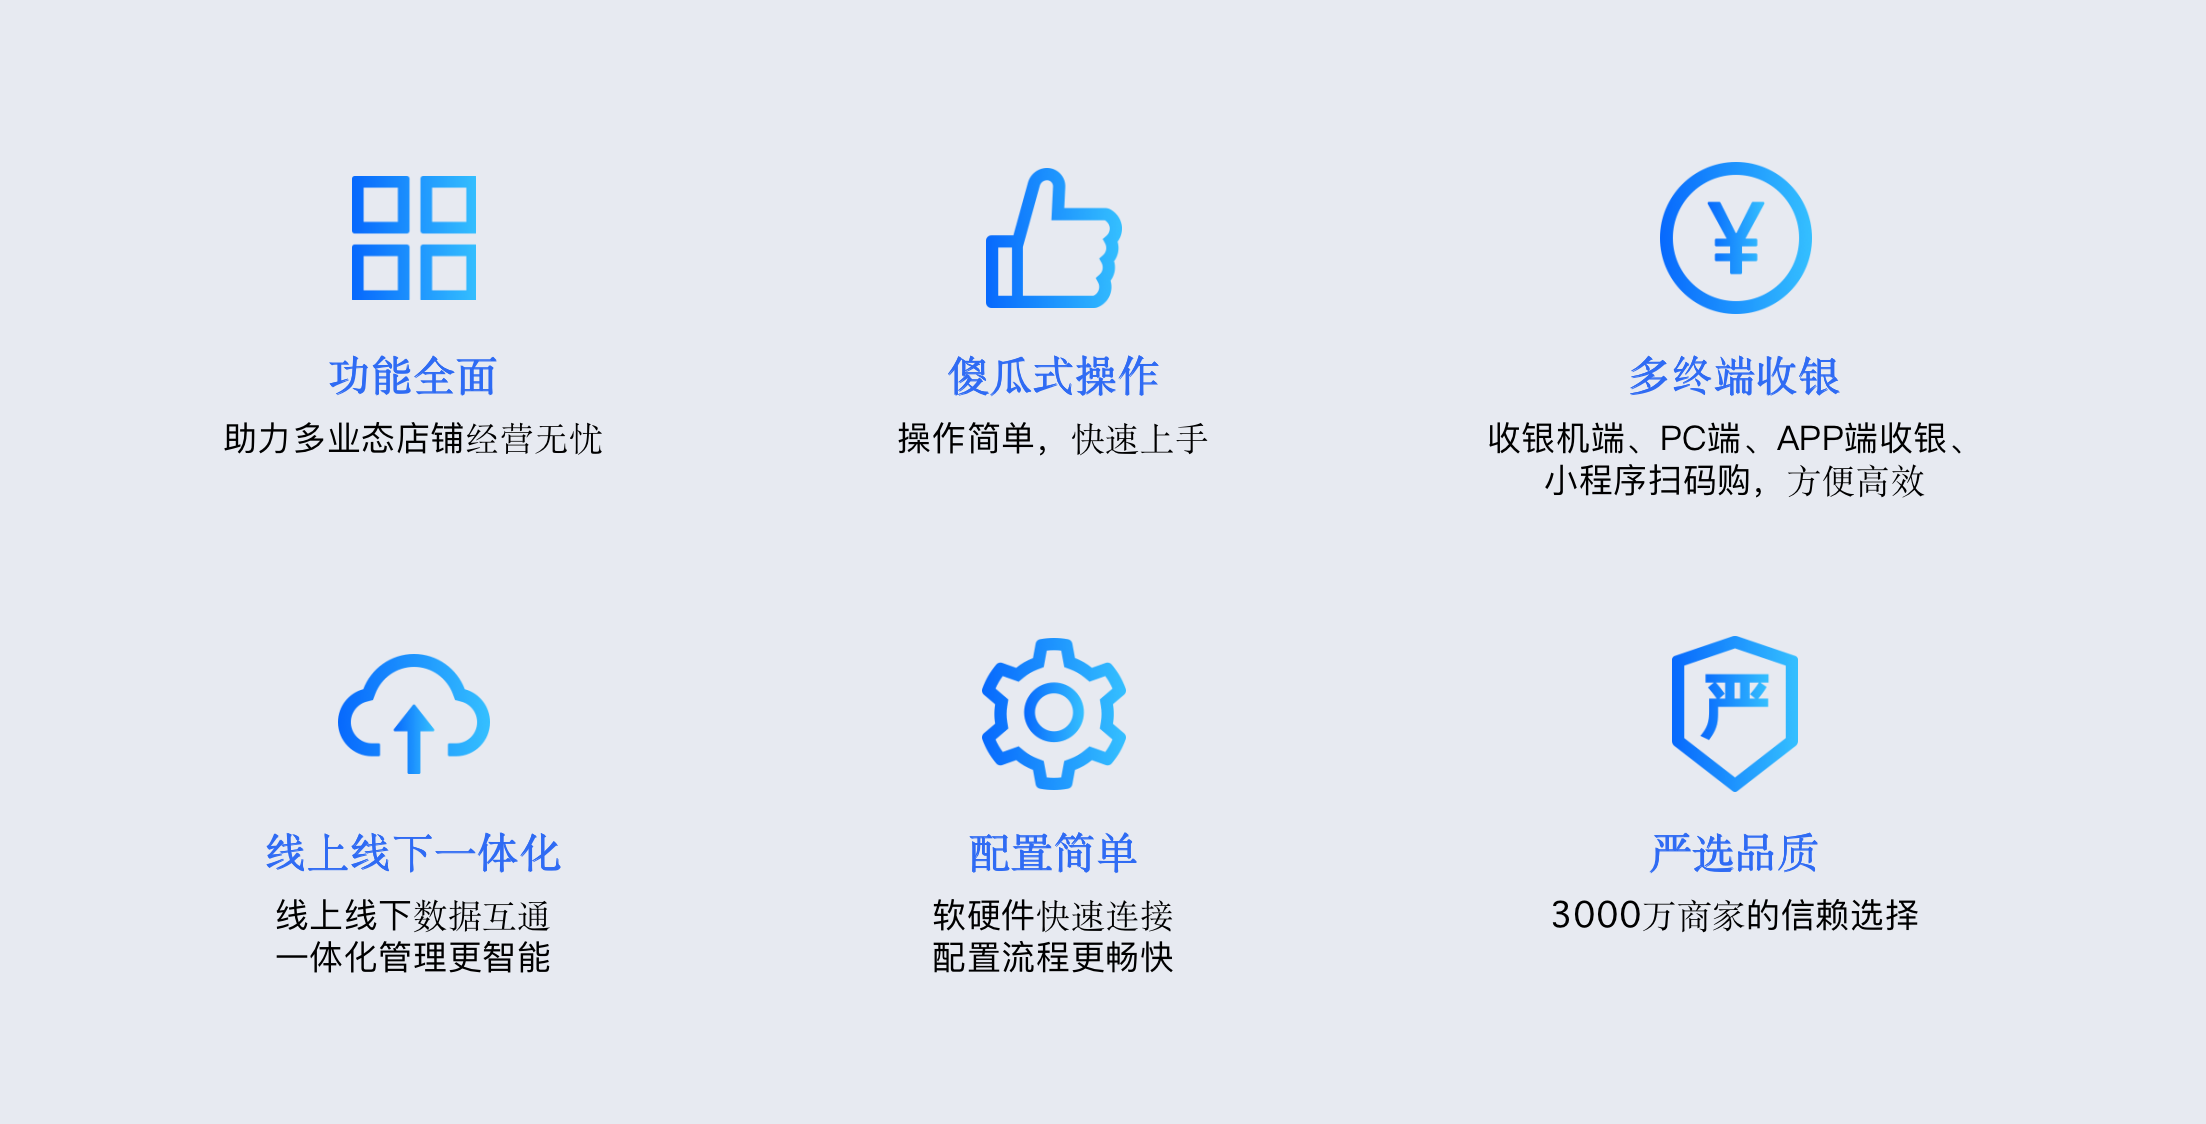 功能全面
助力多业态店铺经营无忧
傻瓜式操作
操作简单，快速上手
多终端收银
收银机端、PC端、APP端收银、
小程序扫码购，方便高效
严
线上线下一体化
线上线下数据互通
一体化管理更智能
配置简单
软硬件快速连接
配置流程更畅快
严选品质
3000万商家的信赖选择